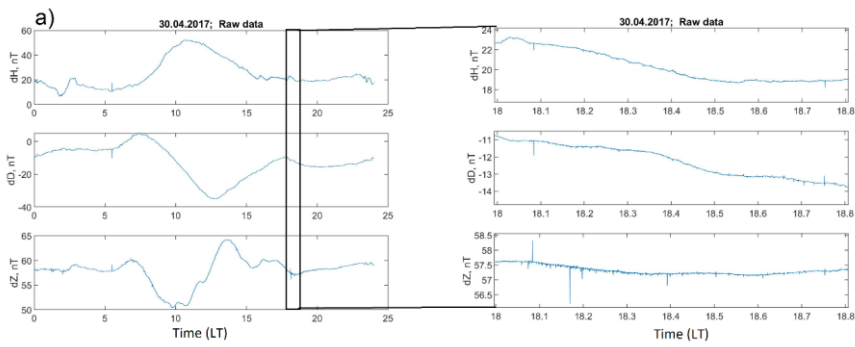 a)
30.04.2017; Raw data
dH, nT
60
40
20
0
0 5 10 15 20 25
dD, nT
0
-20
-40
0 5 10 15 20 25
dZ, nT
65
60
55
50
0 5 10 15 20 25
Time (LT)
30.04.2017; Raw data
dH, nT
24
22
20
18
18 18.1 18.2 18.3 18.4 18.5 18.6 18.7 18.8
dD, nT
-11
-12
-13
-14
18 18.1 18.2 18.3 18.4 18.5 18.6 18.7 18.8
dZ, nT
58.5
58
57.5
57
56.5
18 18.1 18.2 18.3 18.4 18.5 18.6 18.7 18.8
Time (LT)